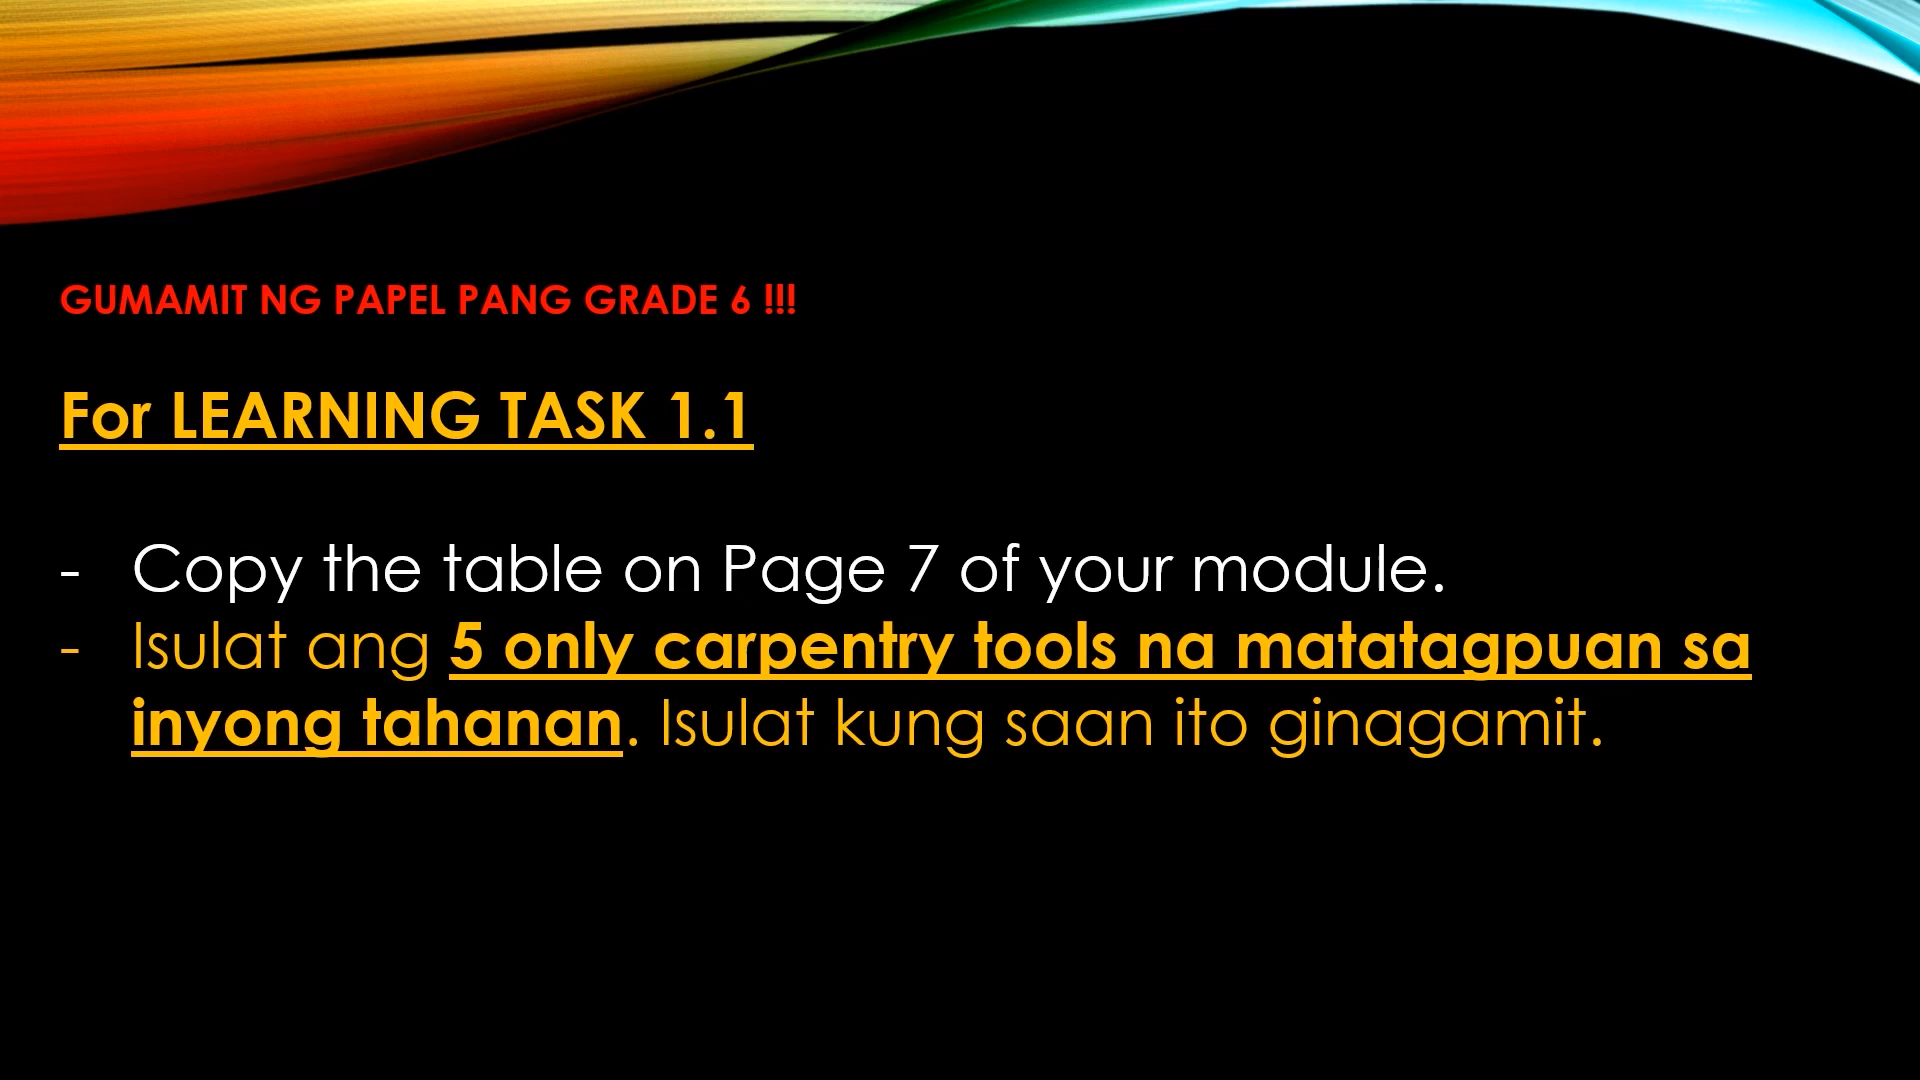 GUMAMIT NG PAPEL PANG GRADE 6 !!!
For LEARNING TASK 1.1
- Copy the table on Page 7 of your module.
- Isulat ang 5 only carpentry tools na matatagpuan sa
inyong tahanan. Isulat kung saan ito ginagamit.